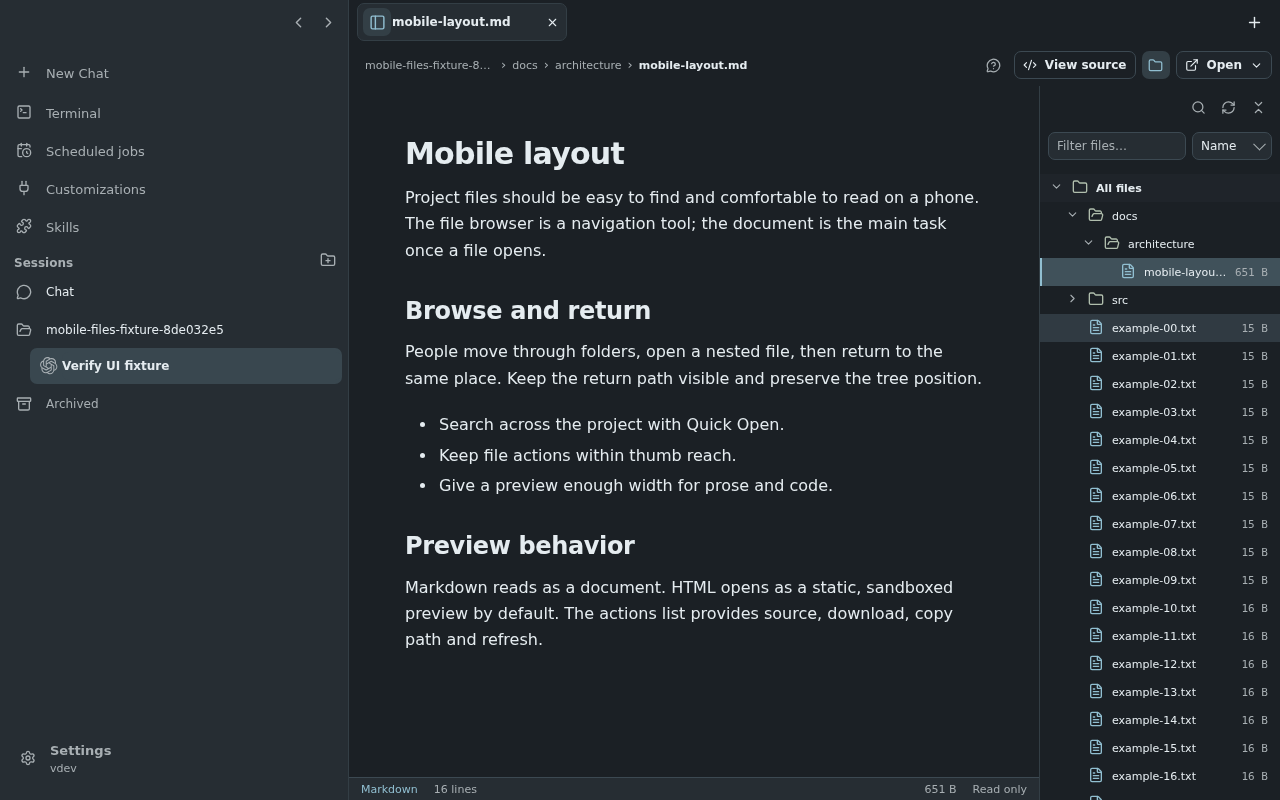 mobile-layout.md
New Chat
Terminal
Scheduled jobs
Customizations
Skills
Sessions
Chat
mobile-files-fixture-8de032e5
Verify UI fixture
Archived
Settings
vdev
mobile-files-fixture-8… › docs › architecture › mobile-layout.md
View source
Open
Mobile layout
Project files should be easy to find and comfortable to read on a phone.
The file browser is a navigation tool; the document is the main task
once a file opens.
Browse and return
People move through folders, open a nested file, then return to the
same place. Keep the return path visible and preserve the tree position.
• Search across the project with Quick Open.
• Keep file actions within thumb reach.
• Give a preview enough width for prose and code.
Preview behavior
Markdown reads as a document. HTML opens as a static, sandboxed
preview by default. The actions list provides source, download, copy
path and refresh.
Markdown 16 lines 651 B Read only
Filter files… Name
All files
docs
architecture
mobile-layou… 651 B
src
example-00.txt 15 B
example-01.txt 15 B
example-02.txt 15 B
example-03.txt 15 B
example-04.txt 15 B
example-05.txt 15 B
example-06.txt 15 B
example-07.txt 15 B
example-08.txt 15 B
example-09.txt 15 B
example-10.txt 16 B
example-11.txt 16 B
example-12.txt 16 B
example-13.txt 16 B
example-14.txt 16 B
example-15.txt 16 B
example-16.txt 16 B